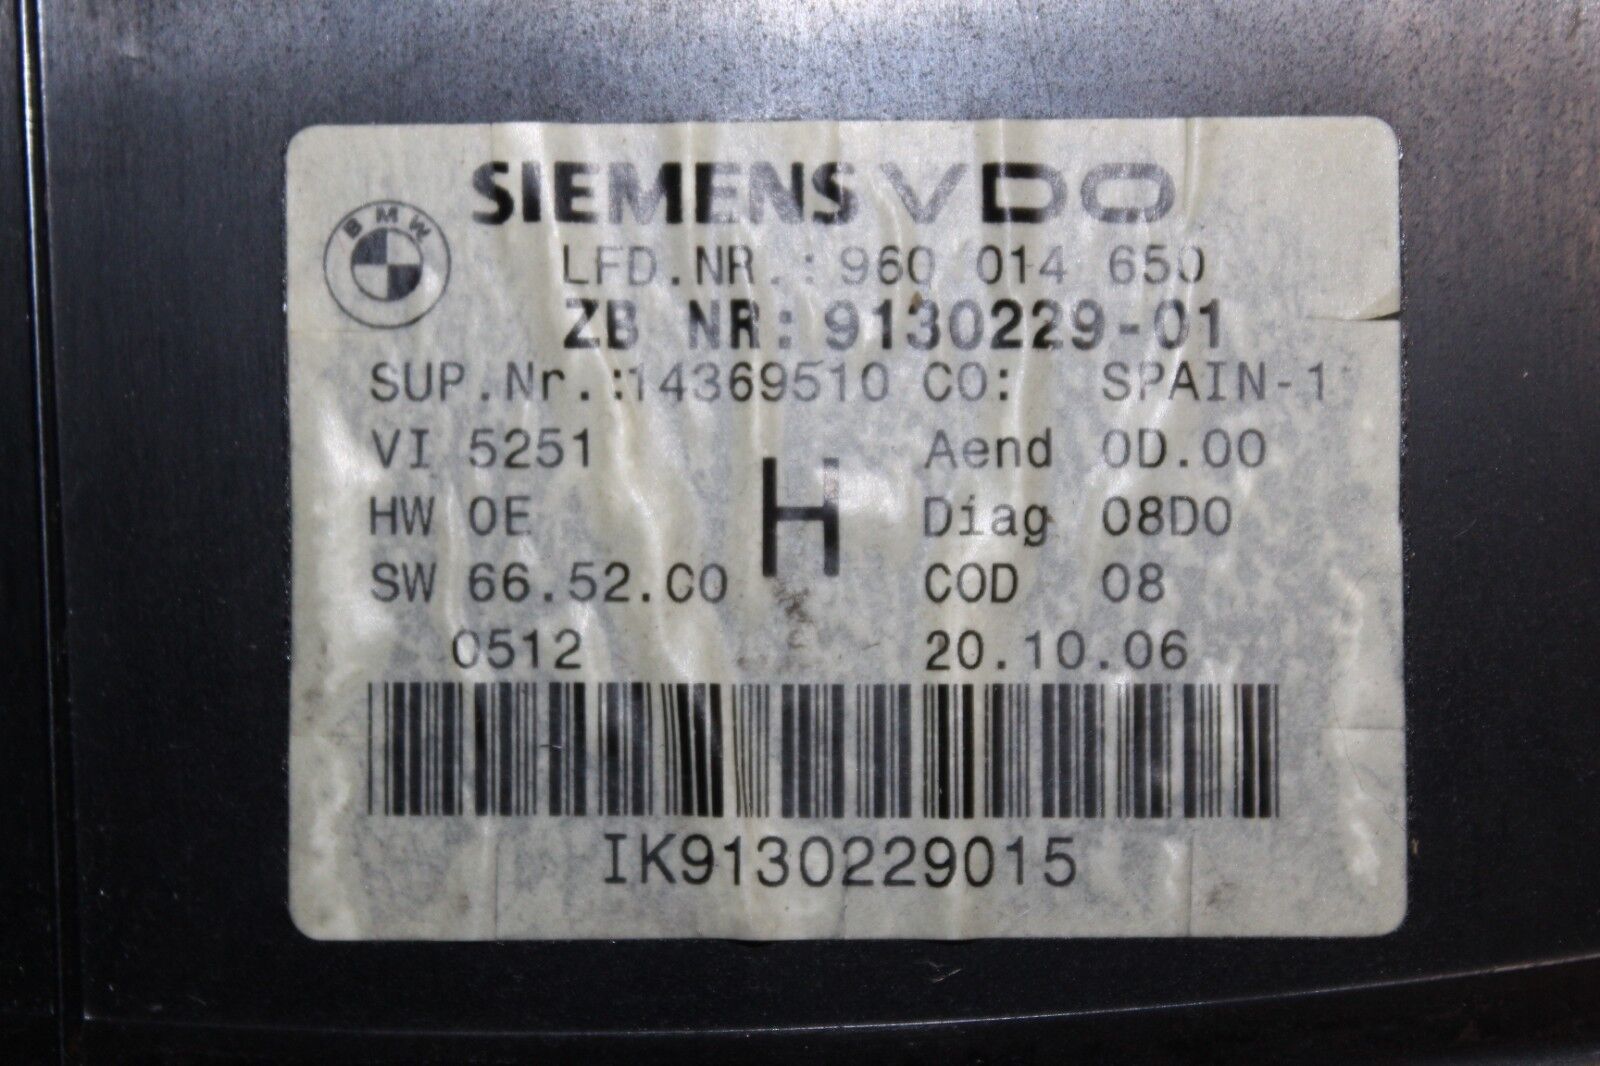 BMW
SIEMENS VDO
LFD.NR.:960 014 650
ZB NR:9130229-01
SUP.Nr.:14369510 CO: SPAIN-1
VI 5251 Aend 0D.00
H
HW 0E Diag 08D0
SW 66.52.C0 COD 08
0512 20.10.06
IK9130229015